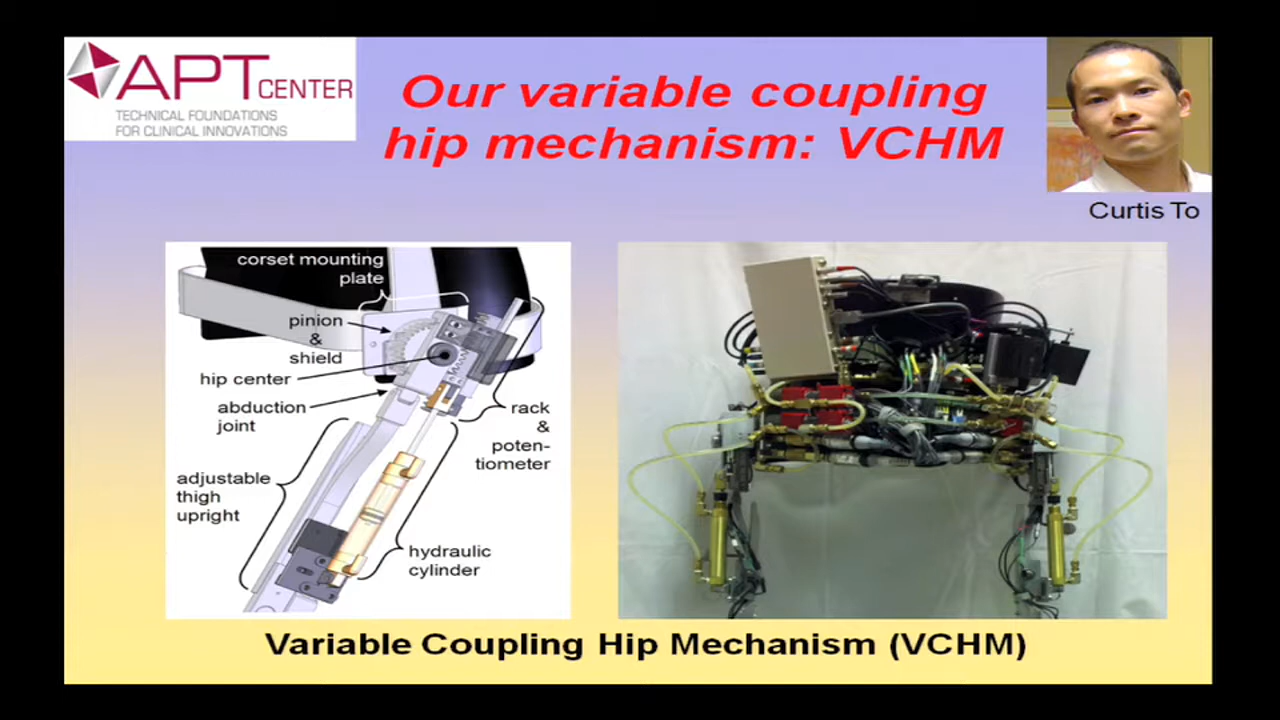 APT CENTER
TECHNICAL FOUNDATIONS
FOR CLINICAL INNOVATIONS
Our variable coupling
hip mechanism: VCHM
Curtis To
corset mounting
plate
pinion
&
shield
hip center
abduction
joint
adjustable
thigh
upright
rack
&
poten-
tiometer
hydraulic
cylinder
Variable Coupling Hip Mechanism (VCHM)